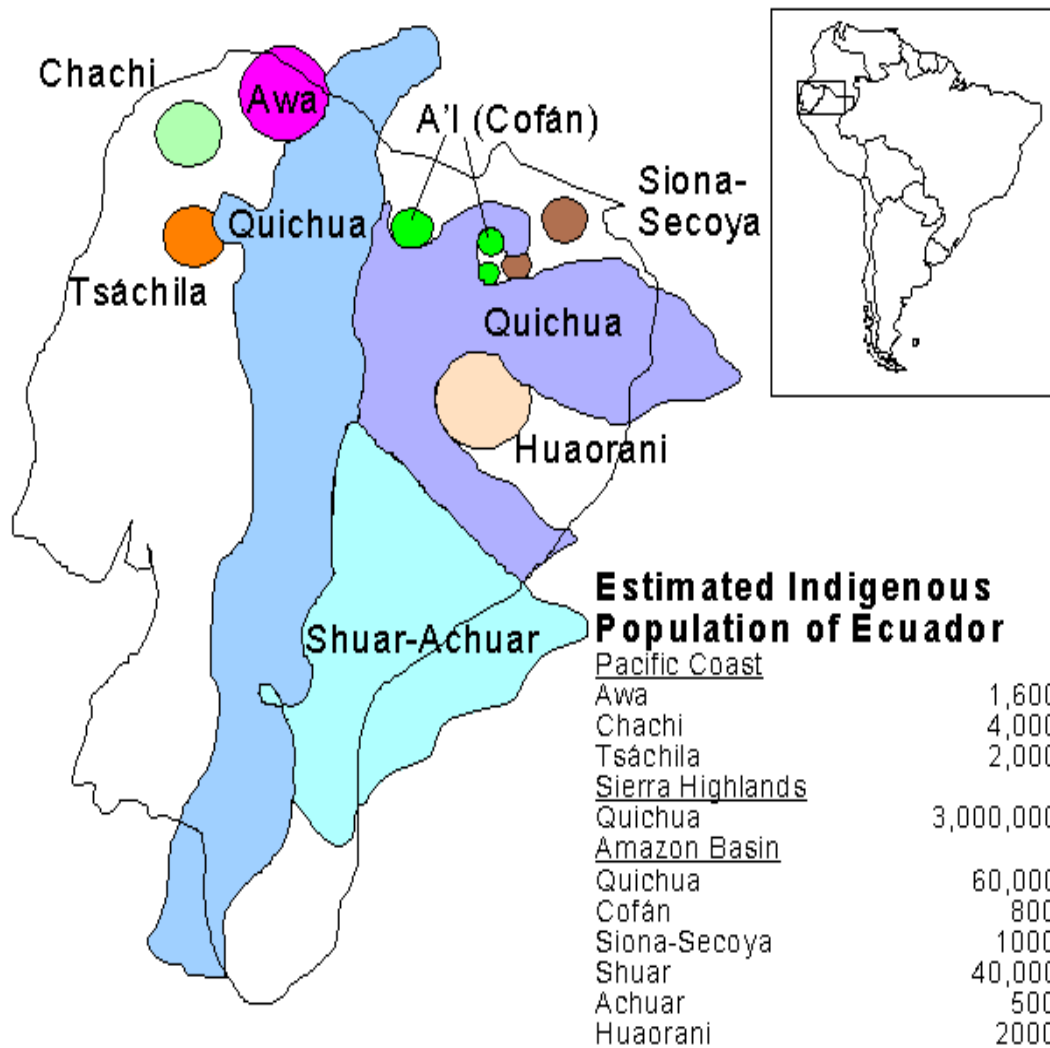 Chachi
Awa
A'I (Cofán)
Siona-
Secoya
Quichua
Tsáchila
Quichua
Huaorani
Shuar-Achuar
Estimated Indigenous
Population of Ecuador
Pacific Coast
Awa 1,600
Chachi 4,000
Tsáchila 2,000
Sierra Highlands
Quichua 3,000,000
Amazon Basin
Quichua 60,000
Cofán 800
Siona-Secoya 1000
Shuar 40,000
Achuar 500
Huaorani 2000